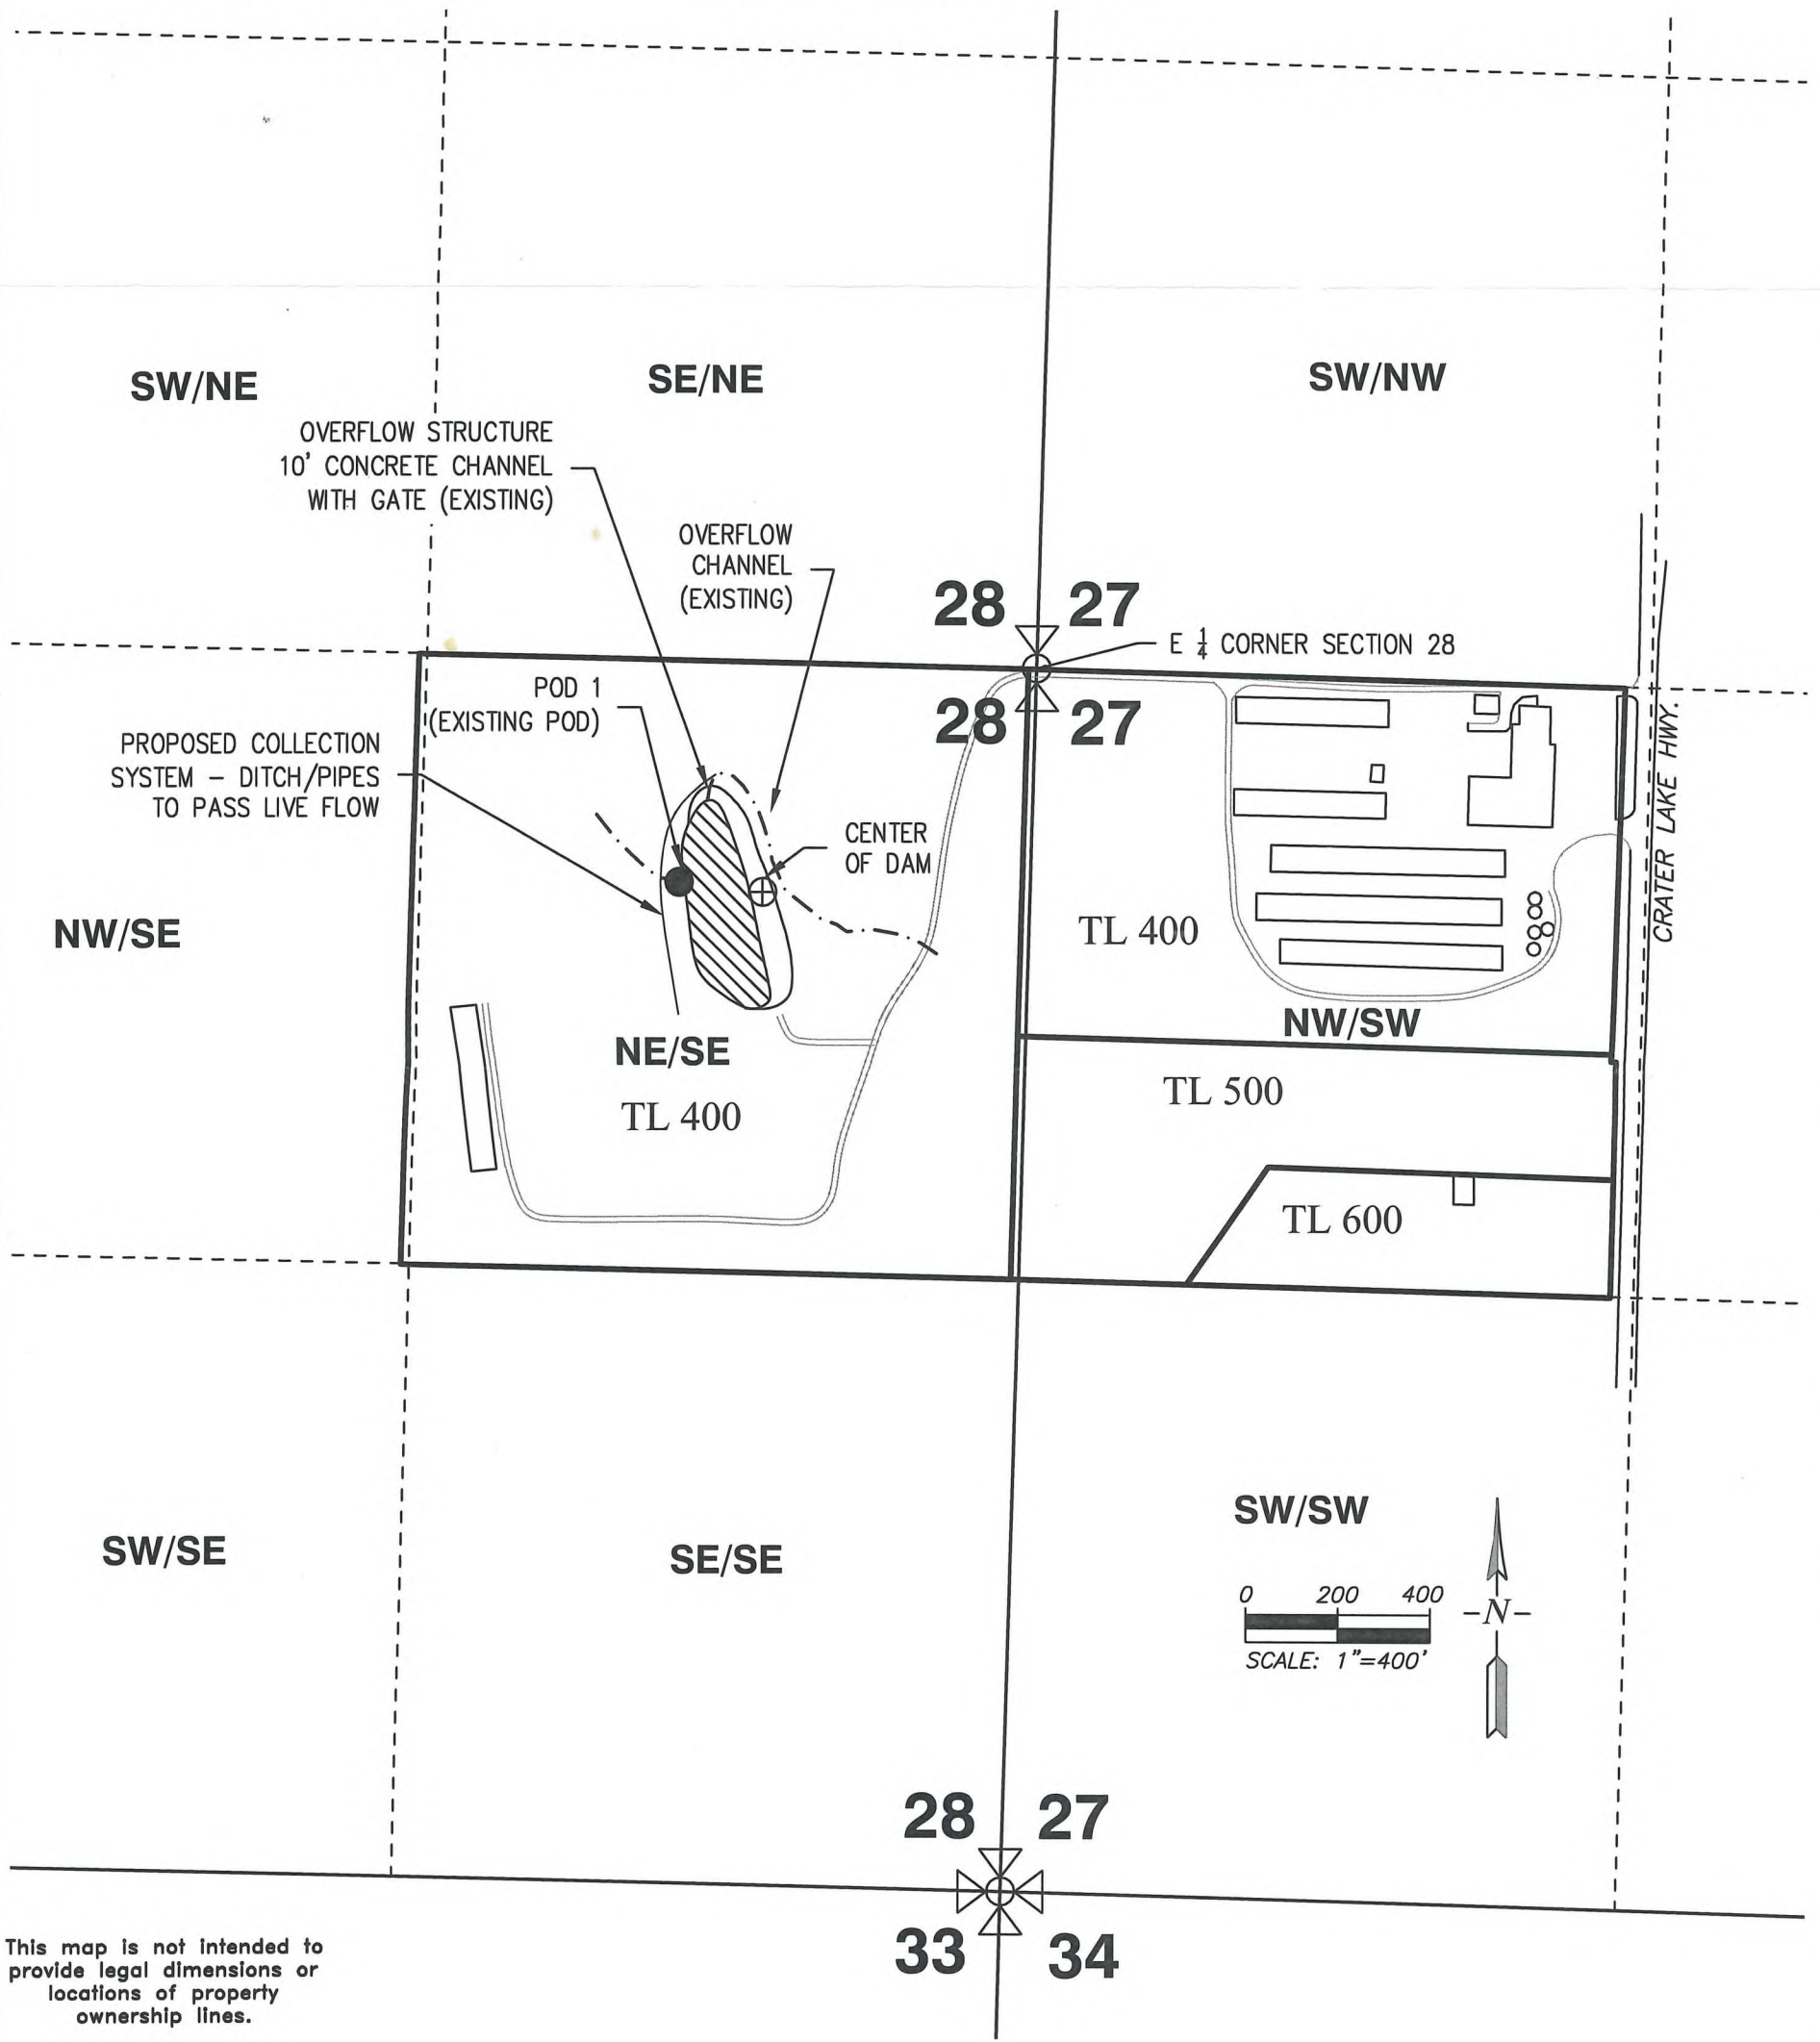 SW/NE
SE/NE
SW/NW
OVERFLOW STRUCTURE
10' CONCRETE CHANNEL
WITH GATE (EXISTING)
OVERFLOW
CHANNEL
(EXISTING)
28 27
E 1/4 CORNER SECTION 28
28 27
POD 1
(EXISTING POD)
PROPOSED COLLECTION
SYSTEM – DITCH/PIPES
TO PASS LIVE FLOW
CENTER
OF DAM
CRATER LAKE HWY.
NW/SE
TL 400
NW/SW
NE/SE
TL 400
TL 500
TL 600
SW/SW
SW/SE
SE/SE
0 200 400
SCALE: 1"=400'
-N-
28 27
33 34
This map is not intended to
provide legal dimensions or
locations of property
ownership lines.